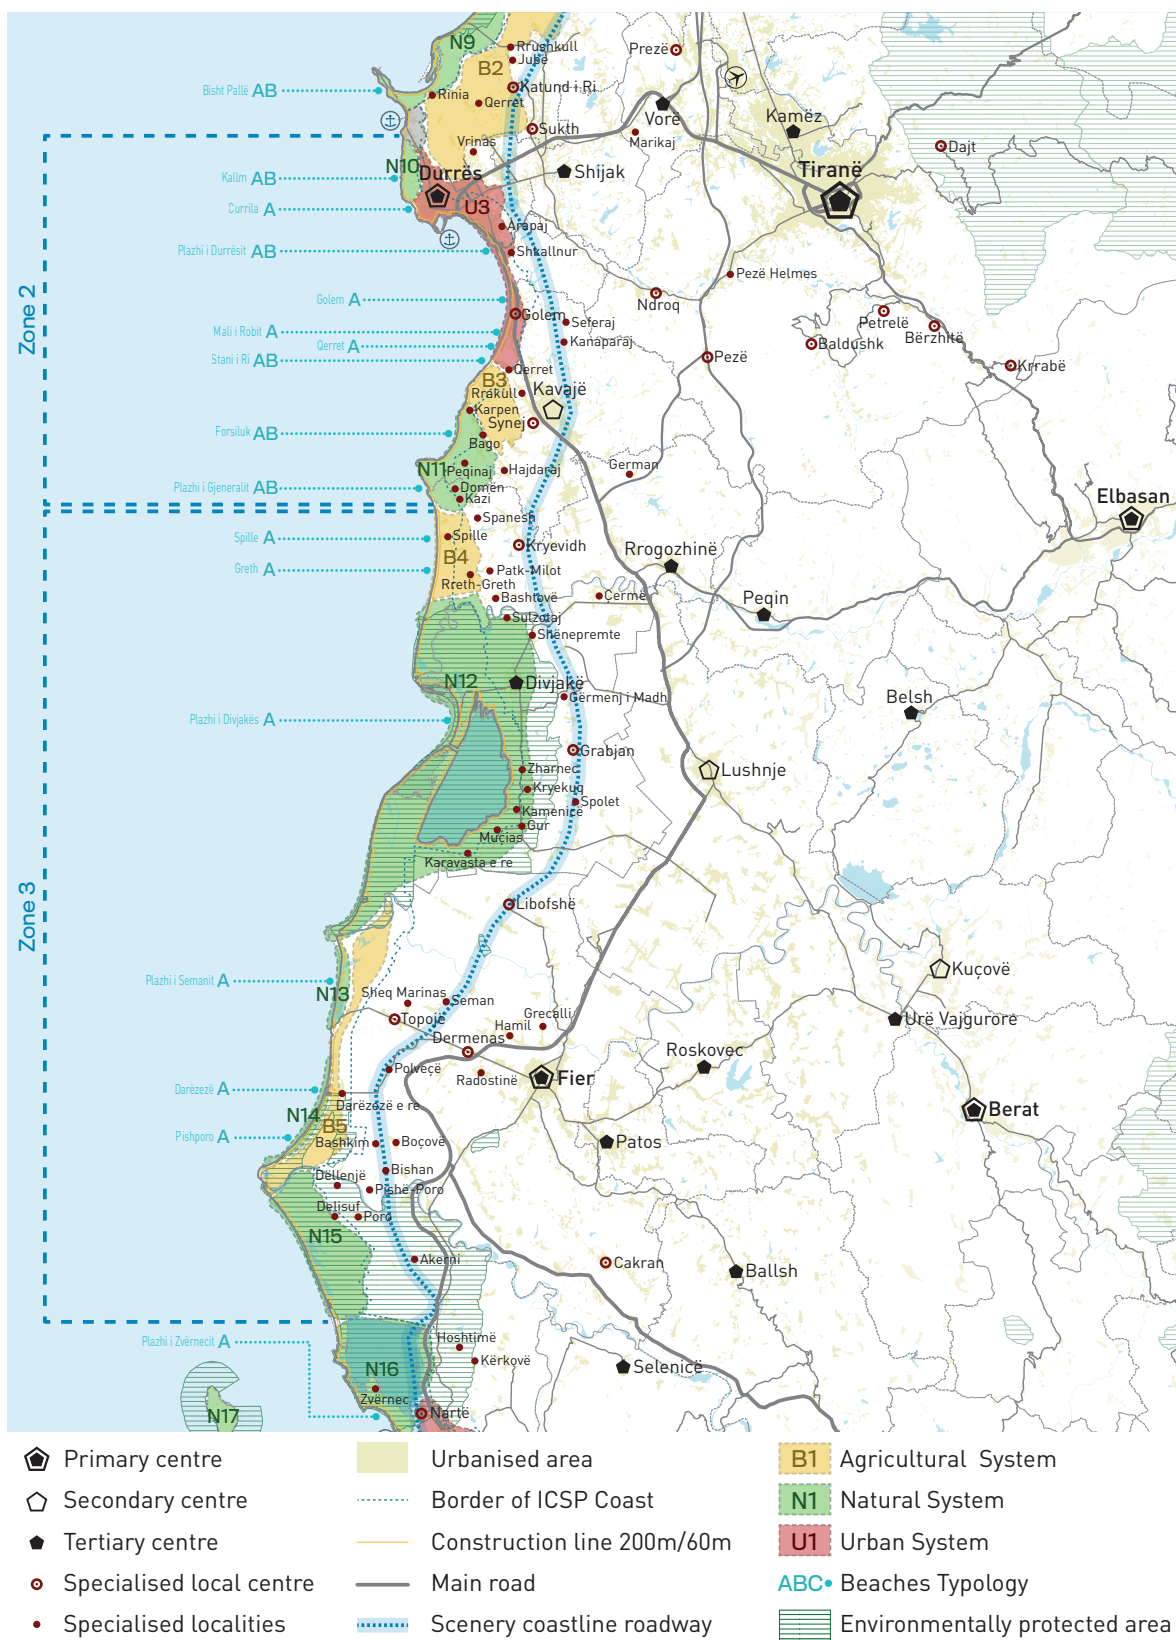 N9
Rrushkull
Jubë
B2
Prezë
Bisht Pallë AB
Rinia
Katund i Ri
Qerret
Vorë
Kamëz
Sukth
Marikaj
Vrinas
Dajt
N10
Durrës
Shijak
Tiranë
Kallm AB
Currila A
U3
Arapaj
Plazhi i Durrësit AB
Shkallnur
Pezë Helmes
Zone 2
Golem A
Ndroq
Golem
Seferaj
Petrelë
Mali i Robit A
Kanaparaj
Baldushk
Bërzhitë
Qerret A
Stani i Ri AB
Pezë
Krrabë
Qerret
B3
Rrakull
Kavajë
Karpen
Synej
Forsiluk AB
Bago
N11
Peqinaj
Hajdaraj
German
Plazhi i Gjeneralit AB
Domën
Kazi
Elbasan
Spanesh
Spille A
Spille
Kryevidh
Rrogozhinë
B4
Greth A
Patk-Milot
Rreth-Greth
Bashtovë
Çermë
Peqin
Sulzotaj
Shënepremte
N12
Divjakë
Gërmenj i Madh
Belsh
Plazhi i Divjakës A
Grabjan
Zharnec
Lushnje
Kryekuq
Spolet
Kamenicë
Gur
Muçias
Karavasta e re
Zone 3
Libofshë
Kuçovë
Plazhi i Semanit A
N13
Sheq Marinas
Seman
Topojë
Grecalli
Hamil
Urë Vajgurore
Dermenas
Roskovec
Polveçë
Radostinë
Fier
Darëzezë A
Darëzezë e re
Berat
N14
B5
Pishporo A
Bashkim
Boçovë
Patos
Bishan
Dëllenjë
Pishë-Poro
Delisuf
Poro
N15
Akerni
Cakran
Ballsh
Plazhi i Zvërnecit A
Hoshtimë
Kërkovë
Selenicë
N16
Zvërnec
N17
Nartë
Primary centre
Urbanised area
B1 Agricultural System
Secondary centre
Border of ICSP Coast
N1 Natural System
Tertiary centre
Construction line 200m/60m
U1 Urban System
Specialised local centre
Main road
ABC Beaches Typology
Specialised localities
Scenery coastline roadway
Environmentally protected area